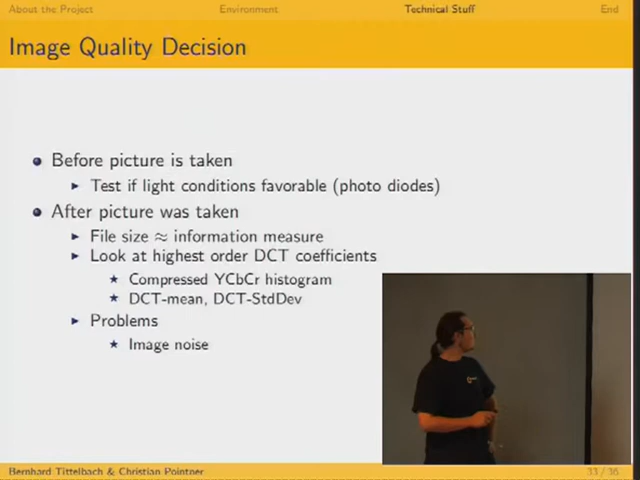 About the Project Environment Technical Stuff End
Image Quality Decision
Before picture is taken
Test if light conditions favorable (photo diodes)
After picture was taken
File size ≈ information measure
Look at highest order DCT coefficients
Compressed YCbCr histogram
DCT-mean, DCT-StdDev
Problems
Image noise
Bernhard Tittelbach & Christian Pointner 33 / 36